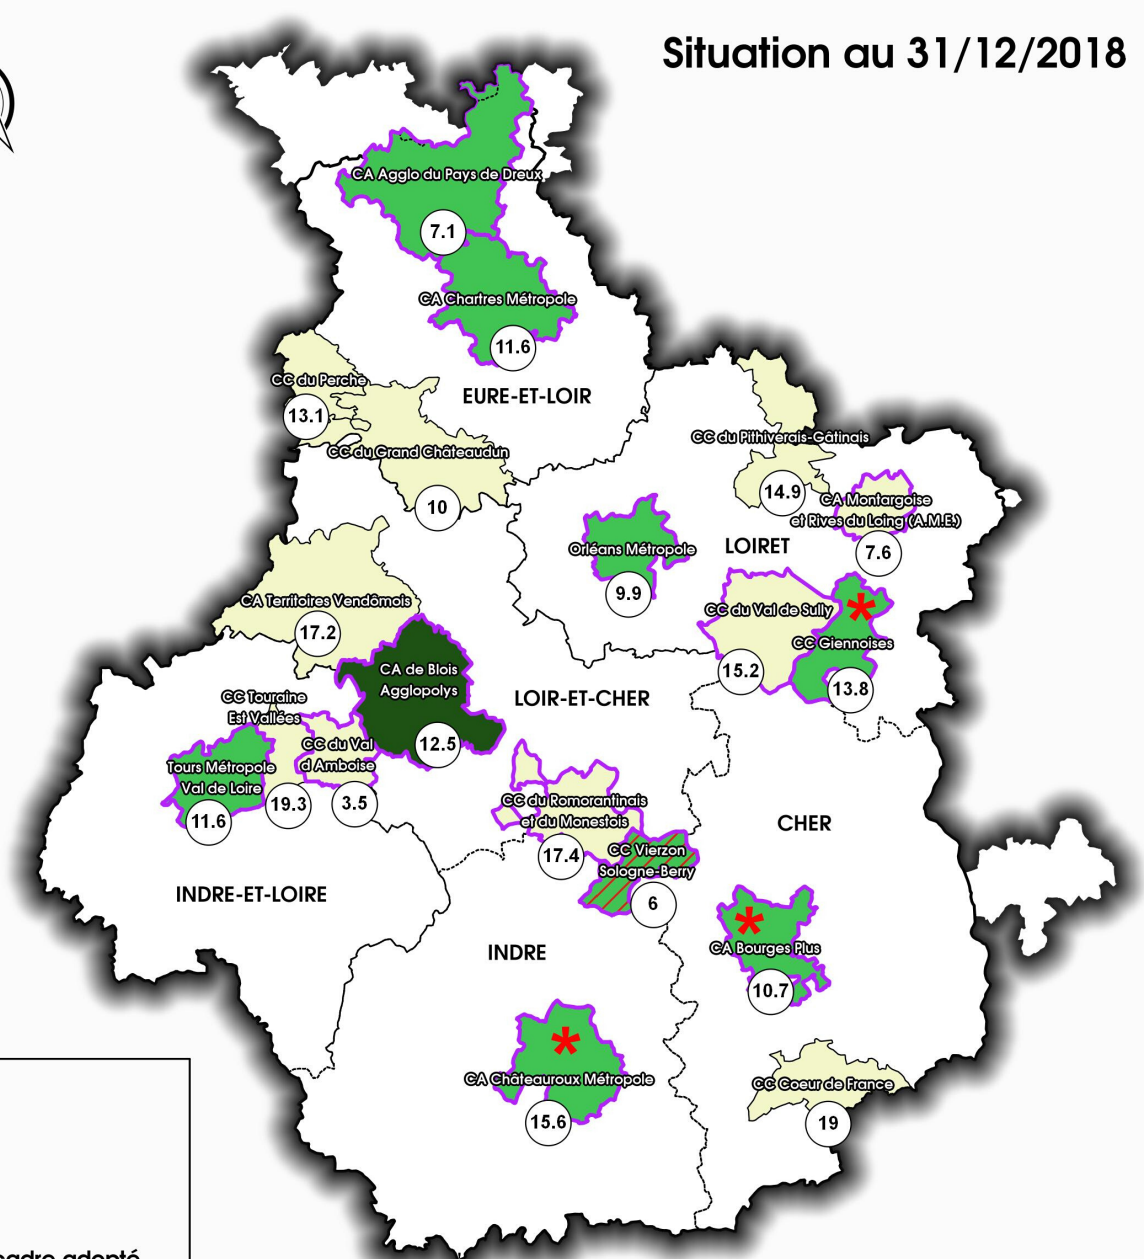 Situation au 31/12/2018
CA Agglo du Pays de Dreux
7.1
CA Chartres Métropole
11.6
EURE-ET-LOIR
CC du Perche
13.1
CC du Grand Châteaudun
10
CC du Pithiverais-Gâtinais
14.9
CA Montargoise
et Rives du Loing (A.M.E.)
7.6
Orléans Métropole
9.9
LOIRET
CA Territoires Vendômois
17.2
CC du Val de Sully
15.2
CC Giennoises
13.8
CA de Blois
Agglopolys
12.5
LOIR-ET-CHER
CC Touraine
Est Vallées
19.3
CC du Val
d Amboise
3.5
Tours Métropole
Val de Loire
11.6
CC du Romorantinais
et du Monestois
17.4
CC Vierzon
Sologne-Berry
6
CHER
INDRE-ET-LOIRE
INDRE
CA Bourges Plus
10.7
CA Châteauroux Métropole
15.6
CC Coeur de France
19